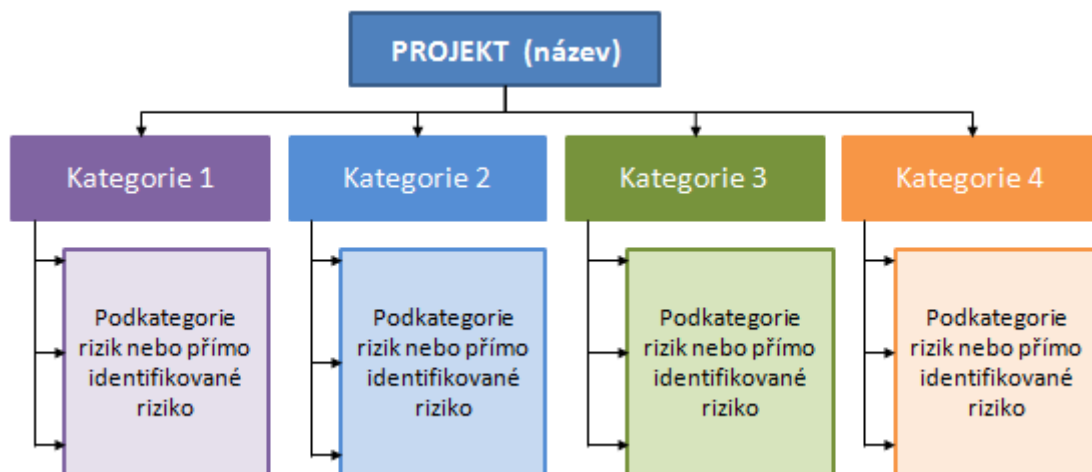 PROJEKT (název)
Kategorie 1
Kategorie 2
Kategorie 3
Kategorie 4
Podkategorie
rizik nebo přímo
identifikované
riziko
Podkategorie
rizik nebo přímo
identifikované
riziko
Podkategorie
rizik nebo přímo
identifikované
riziko
Podkategorie
rizik nebo přímo
identifikované
riziko